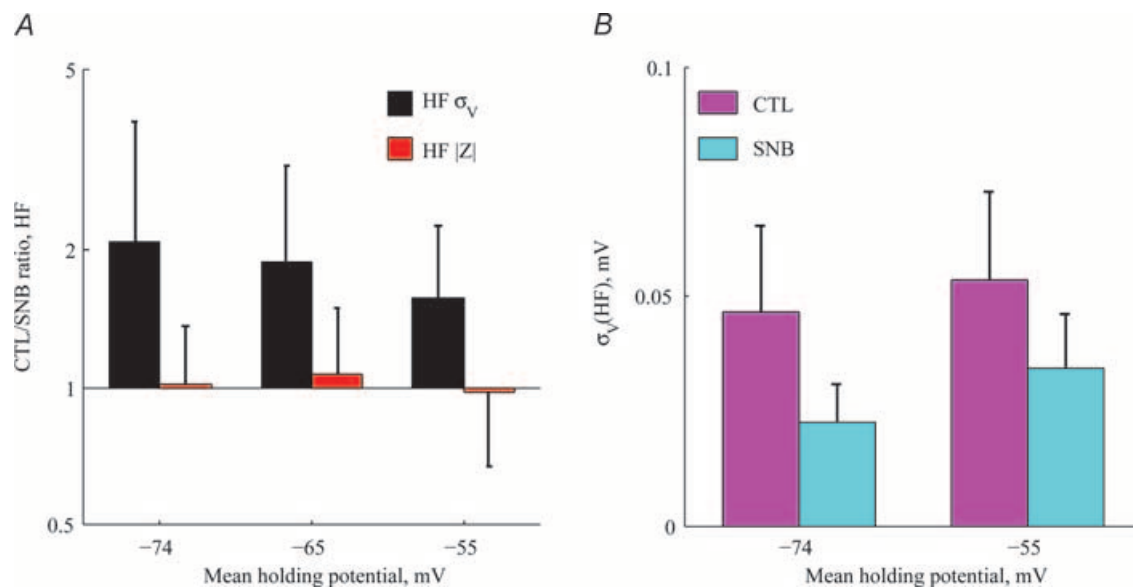 A
B
5
2
1
0.5
CTL/SNB ratio, HF
HF σV
HF |Z|
−74
−65
−55
Mean holding potential, mV
0.1
0.05
0
σV(HF), mV
CTL
SNB
−74
−55
Mean holding potential, mV